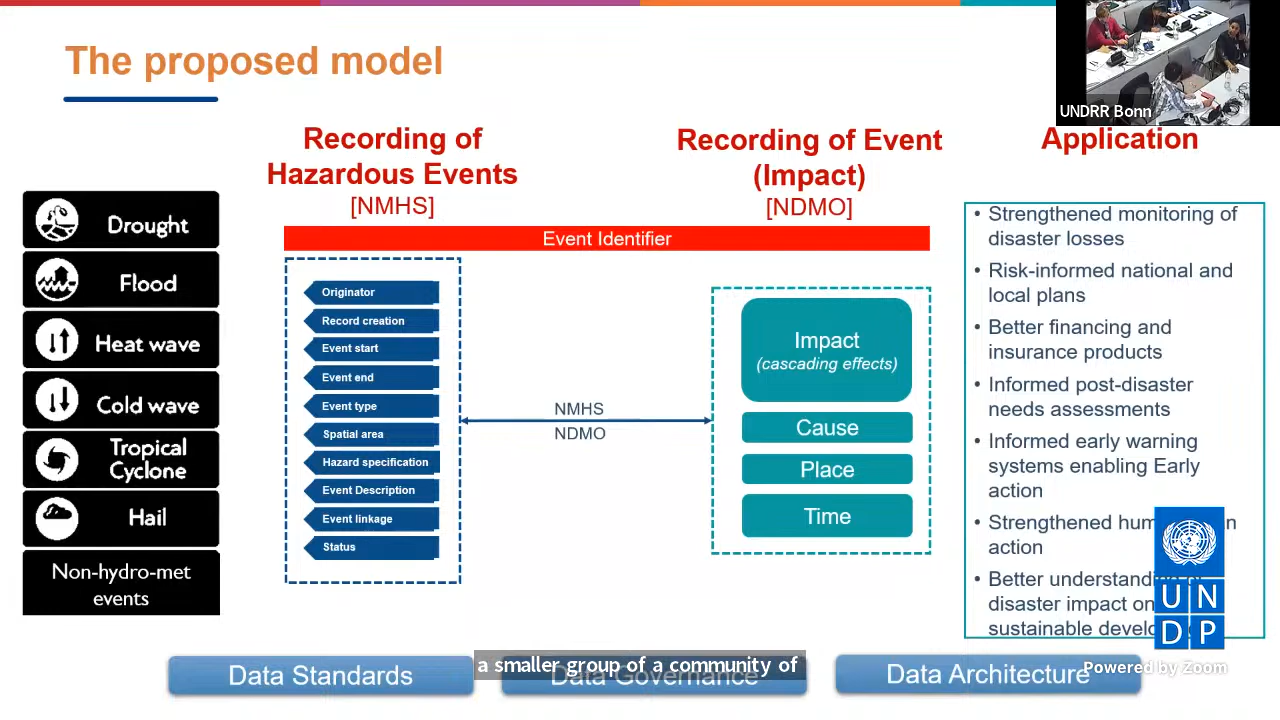 The proposed model
UNDRR Bonn
Recording of
Hazardous Events
[NMHS]
Recording of Event
(Impact)
[NDMO]
Application
Event Identifier
Drought
Flood
Heat wave
Cold wave
Tropical
Cyclone
Hail
Non-hydro-met
events
Originator
Record creation
Event start
Event end
Event type
Spatial area
Hazard specification
Event Description
Event linkage
Status
NMHS
NDMO
Impact
(cascading effects)
Cause
Place
Time
• Strengthened monitoring of
disaster losses
• Risk-informed national and
local plans
• Better financing and
insurance products
• Informed post-disaster
needs assessments
• Informed early warning
systems enabling Early
action
• Strengthened
action
• Better understanding of
disaster impact on
sustainable
U N
D P
Data Standards
a smaller group of a community of
Data Governance
Data Architecture
Powered by Zoom